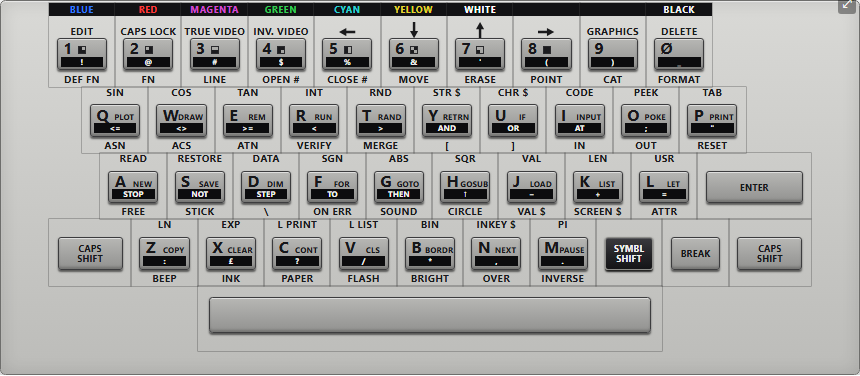 BLUE RED MAGENTA GREEN CYAN YELLOW WHITE BLACK
EDIT CAPS LOCK TRUE VIDEO INV. VIDEO GRAPHICS DELETE
1 2 3 4 5 6 7 8 9 Ø
! @ # $ % & ' ( ) _
DEF FN FN LINE OPEN # CLOSE # MOVE ERASE POINT CAT FORMAT
SIN COS TAN INT RND STR $ CHR $ CODE PEEK TAB
Q PLOT W DRAW E REM R RUN T RAND Y RETRN U IF I INPUT O POKE P PRINT
<= <> >= < > AND OR AT ; "
ASN ACS ATN VERIFY MERGE [ ] IN OUT RESET
READ RESTORE DATA SGN ABS SQR VAL LEN USR
A NEW S SAVE D DIM F FOR G GOTO H GOSUB J LOAD K LIST L LET ENTER
STOP NOT STEP TO THEN ↑ – + =
FREE STICK \ ON ERR SOUND CIRCLE VAL $ SCREEN $ ATTR
LN EXP L PRINT L LIST BIN INKEY $ PI
CAPS SHIFT Z COPY X CLEAR C CONT V CLS B BORDR N NEXT M PAUSE SYMBL SHIFT BREAK CAPS SHIFT
: £ ? / * , .
BEEP INK PAPER FLASH BRIGHT OVER INVERSE